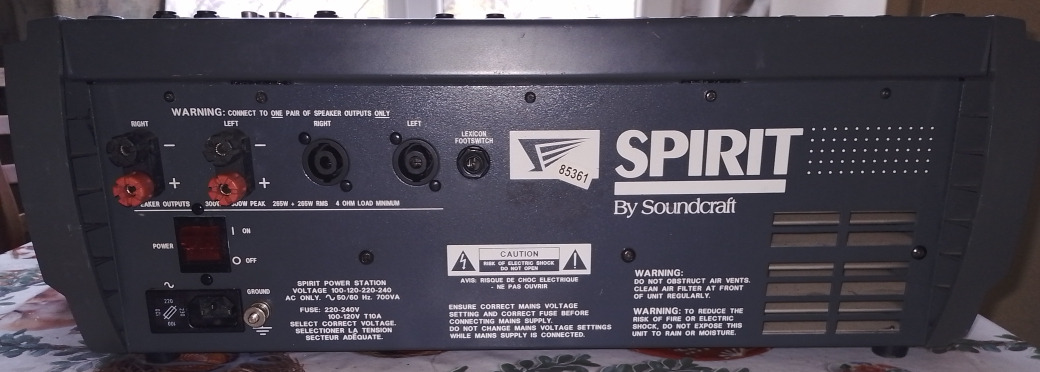 WARNING: CONNECT TO ONE PAIR OF SPEAKER OUTPUTS ONLY
RIGHT
LEFT
RIGHT
LEFT
LEXICON
FOOTSWITCH
− −
+ +
85361
SPIRIT
By Soundcraft
OUTPUTS PEAK 265W + 265W RMS 4 OHM LOAD MINIMUM
POWER
I ON
O OFF
CAUTION
RISK OF ELECTRIC SHOCK
DO NOT OPEN
AVIS: RISQUE DE CHOC ELECTRIQUE
- NE PAS OUVRIR
~
220
GROUND
SPIRIT POWER STATION
VOLTAGE 100-120-220-240
AC ONLY. ~ 50/60 Hz. 700VA
FUSE: 220-240V
100-120V T10A
SELECT CORRECT VOLTAGE.
SELECTIONER LA TENSION
SECTEUR ADÉQUATE.
ENSURE CORRECT MAINS VOLTAGE
SETTING AND CORRECT FUSE BEFORE
CONNECTING MAINS SUPPLY.
DO NOT CHANGE MAINS VOLTAGE SETTINGS
WHILE MAINS SUPPLY IS CONNECTED.
WARNING:
DO NOT OBSTRUCT AIR VENTS.
CLEAN AIR FILTER AT FRONT
OF UNIT REGULARLY.
WARNING: TO REDUCE THE
RISK OF FIRE OR ELECTRIC
SHOCK, DO NOT EXPOSE THIS
UNIT TO RAIN OR MOISTURE.